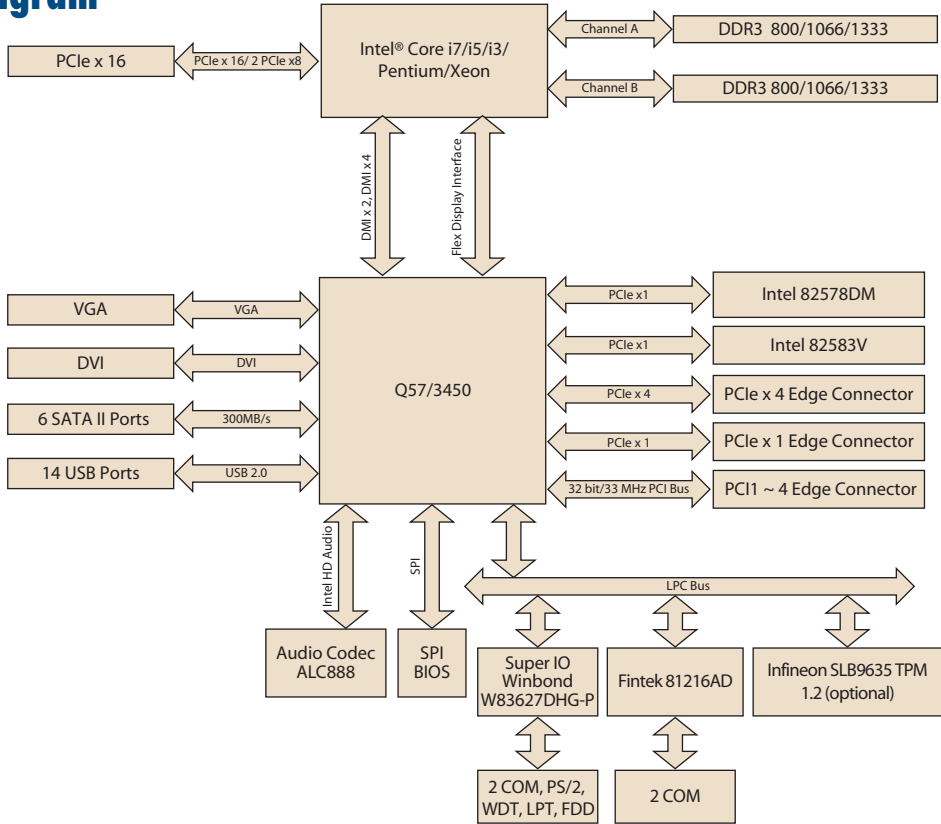 PCIe x 16
PCIe x 16/ 2 PCIe x8
Intel® Core i7/i5/i3/
Pentium/Xeon
Channel A
DDR3 800/1066/1333
Channel B
DDR3 800/1066/1333
DMI x 2, DMI x 4
Flex Display Interface
VGA
VGA
DVI
DVI
6 SATA II Ports
300MB/s
14 USB Ports
USB 2.0
Q57/3450
PCIe x1
Intel 82578DM
PCIe x1
Intel 82583V
PCIe x 4
PCIe x 4 Edge Connector
PCIe x 1
PCIe x 1 Edge Connector
32 bit/33 MHz PCI Bus
PCI1 ~ 4 Edge Connector
Intel HD Audio
SPI
LPC Bus
Audio Codec
ALC888
SPI
BIOS
Super IO
Winbond
W83627DHG-P
Fintek 81216AD
Infineon SLB9635 TPM
1.2 (optional)
2 COM, PS/2,
WDT, LPT, FDD
2 COM